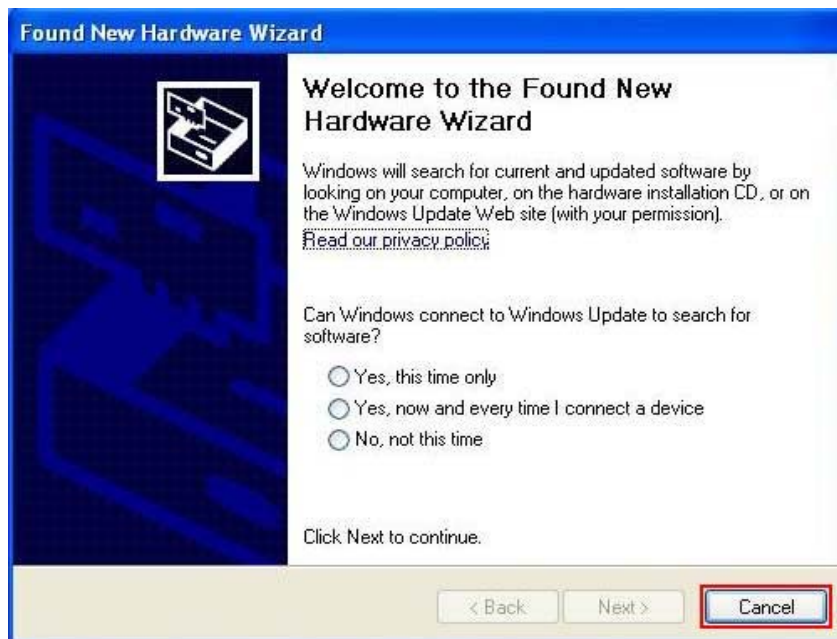 Found New Hardware Wizard
Welcome to the Found New
Hardware Wizard
Windows will search for current and updated software by
looking on your computer, on the hardware installation CD, or on
the Windows Update Web site (with your permission).
Read our privacy policy
Can Windows connect to Windows Update to search for
software?
Yes, this time only
Yes, now and every time I connect a device
No, not this time
Click Next to continue.
< Back
Next >
Cancel